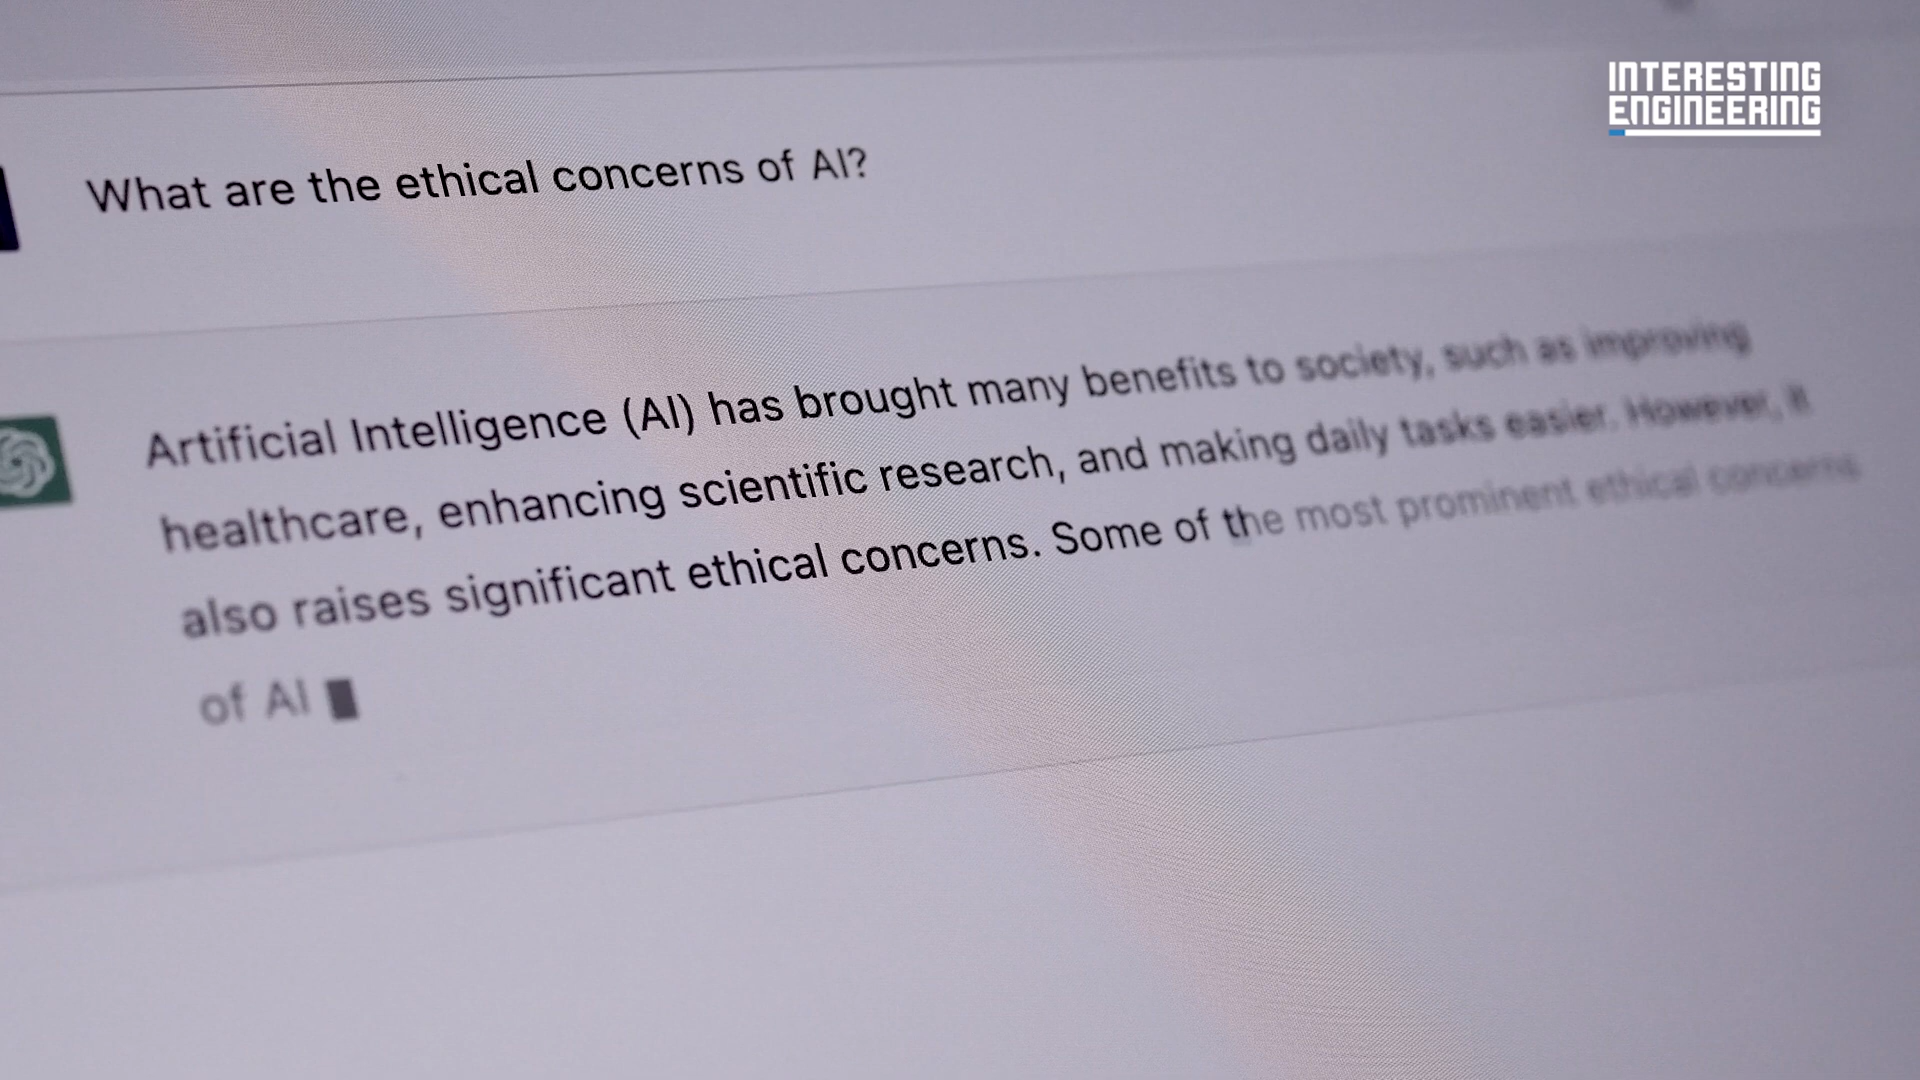 INTERESTING
ENGINEERING
What are the ethical concerns of AI?
Artificial Intelligence (AI) has brought many benefits to society, such as improving
healthcare, enhancing scientific research, and making daily tasks easier. However, it
also raises significant ethical concerns. Some of the most prominent ethical concerns
of AI